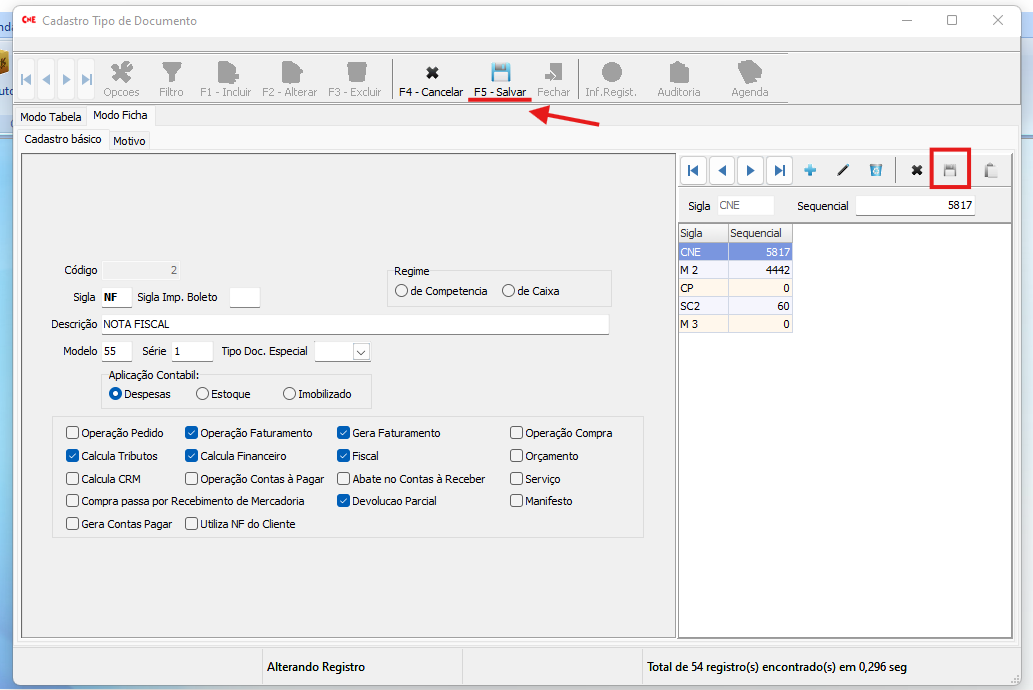 CNE Cadastro Tipo de Documento
Opcoes Filtro F1 - Incluir F2 - Alterar F3 - Excluir F4 - Cancelar F5 - Salvar Fechar Inf.Regist. Auditoria Agenda
Modo Tabela Modo Ficha
Cadastro básico Motivo
Sigla CNE Sequencial 5817
Sigla Sequencial
CNE 5817
M 2 4442
CP 0
SC2 60
M 3 0
Código 2
Regime
de Competencia de Caixa
Sigla NF Sigla Imp. Boleto
Descrição NOTA FISCAL
Modelo 55 Série 1 Tipo Doc. Especial
Aplicação Contabil:
Despesas Estoque Imobilizado
Operação Pedido Operação Faturamento Gera Faturamento Operação Compra
Calcula Tributos Calcula Financeiro Fiscal Orçamento
Calcula CRM Operação Contas à Pagar Abate no Contas à Receber Serviço
Compra passa por Recebimento de Mercadoria Devolucao Parcial Manifesto
Gera Contas Pagar Utiliza NF do Cliente
Alterando Registro Total de 54 registro(s) encontrado(s) em 0,296 seg